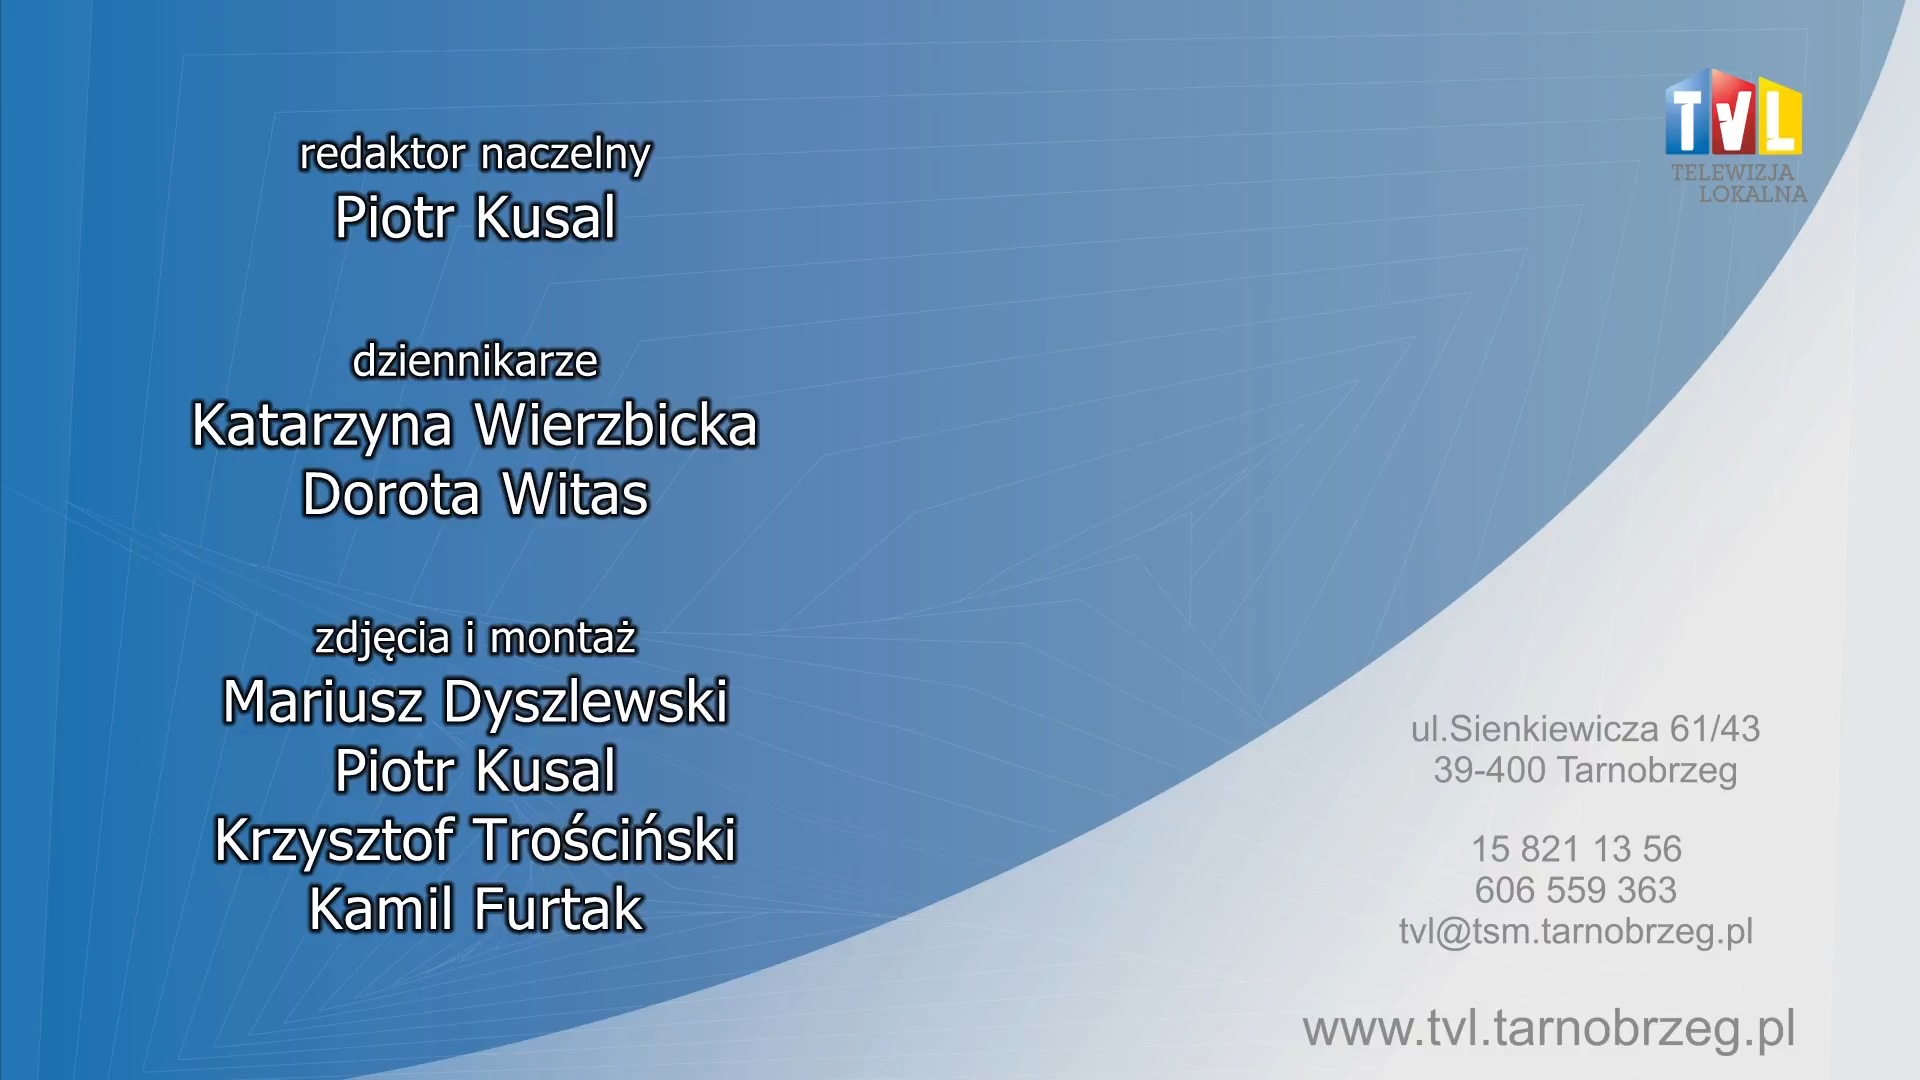 redaktor naczelny
Piotr Kusal
dziennikarze
Katarzyna Wierzbicka
Dorota Witas
zdjęcia i montaż
Mariusz Dyszlewski
Piotr Kusal
Krzysztof Trościński
Kamil Furtak
TVL
TELEWIZJA
LOKALNA
ul.Sienkiewicza 61/43
39-400 Tarnobrzeg
15 821 13 56
606 559 363
tvl@tsm.tarnobrzeg.pl
www.tvl.tarnobrzeg.pl